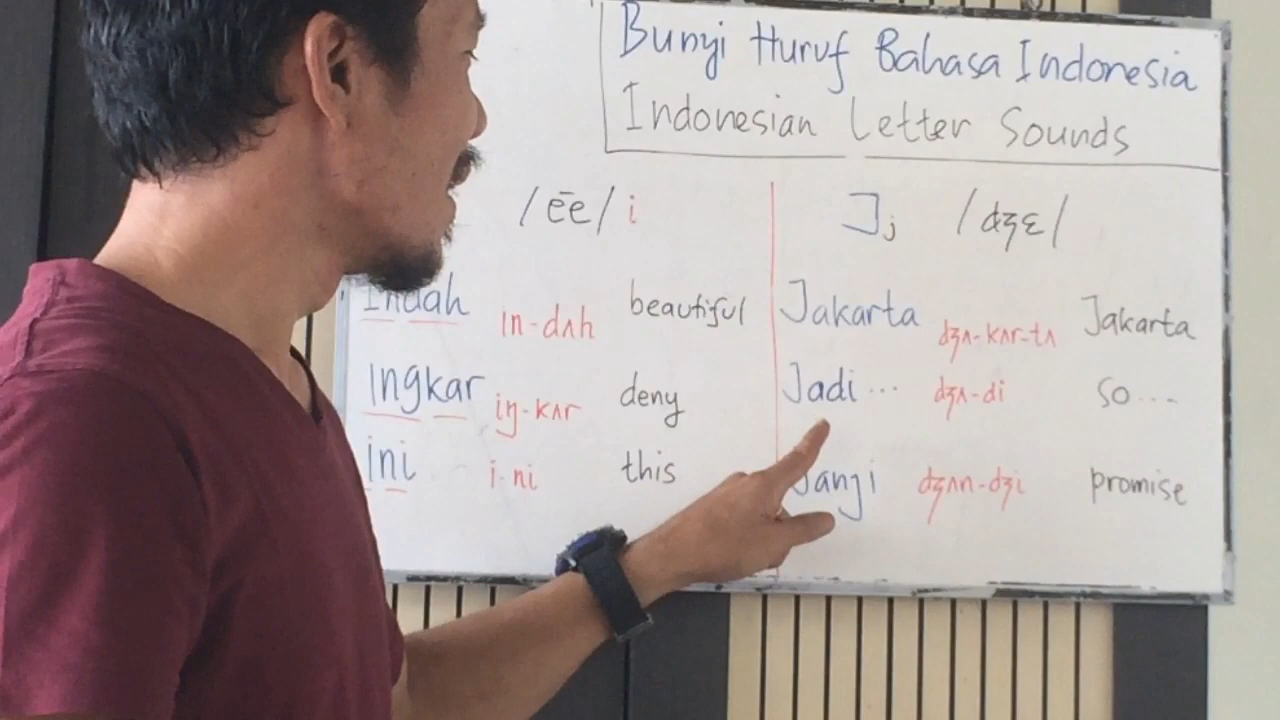 Bunyi Huruf Bahasa Indonesia
Indonesian Letter Sounds
/ēe/ i
Indah in-dʌh beautiful
Ingkar iŋ-kʌr deny
ini i-ni this
Jj /dʒɛ/
Jakarta dʒʌ-kʌr-tʌ Jakarta
Jadi... dʒʌ-di so...
Janji dʒʌn-dʒi promise